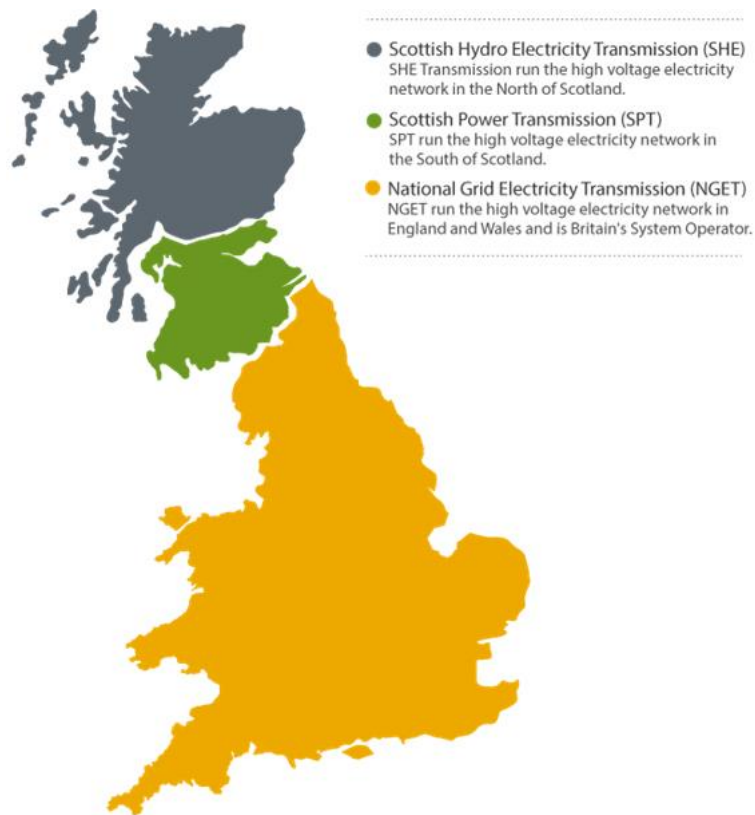 Scottish Hydro Electricity Transmission (SHE)
SHE Transmission run the high voltage electricity
network in the North of Scotland.
Scottish Power Transmission (SPT)
SPT run the high voltage electricity network in
the South of Scotland.
National Grid Electricity Transmission (NGET)
NGET run the high voltage electricity network in
England and Wales and is Britain's System Operator.